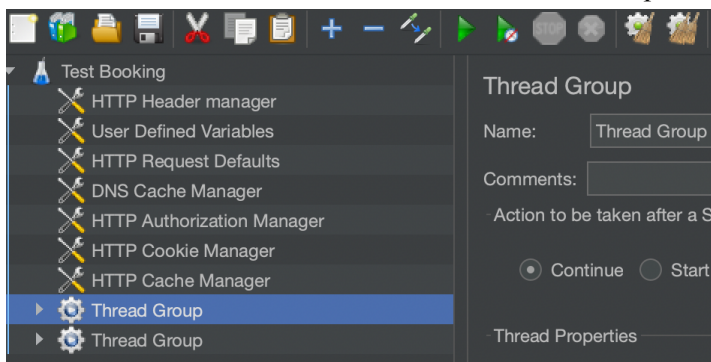 STOP
Test Booking
HTTP Header manager
User Defined Variables
HTTP Request Defaults
DNS Cache Manager
HTTP Authorization Manager
HTTP Cookie Manager
HTTP Cache Manager
Thread Group
Thread Group
Thread Group
Name: Thread Group
Comments:
Action to be taken after a S
Continue Start
Thread Properties